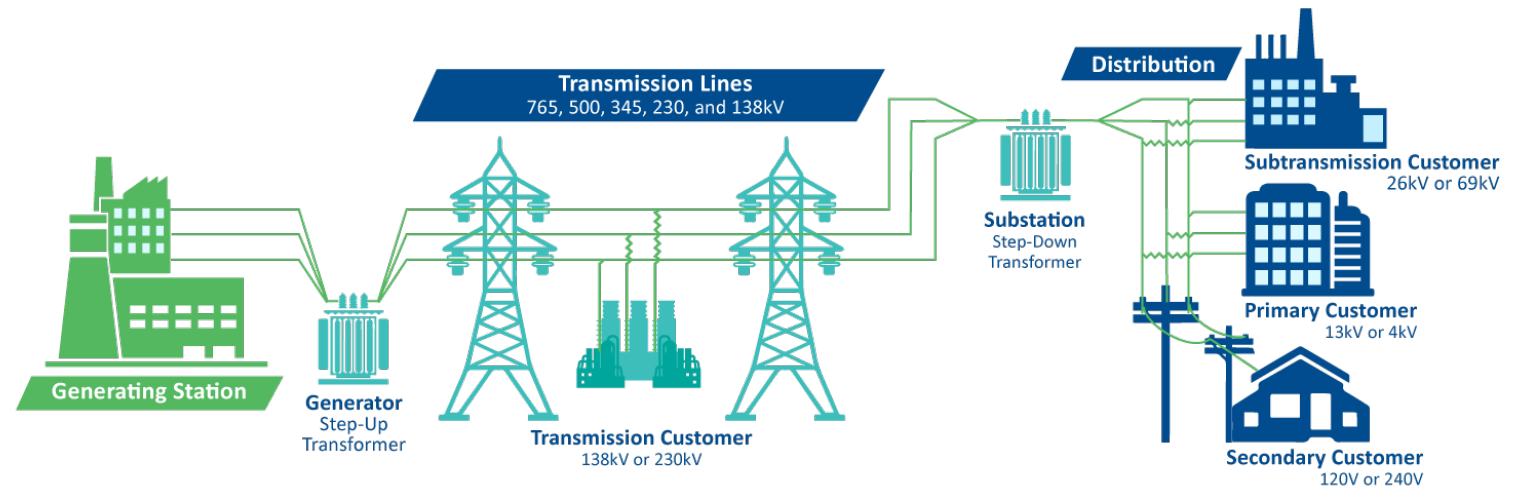 Generating Station
Generator
Step-Up
Transformer
Transmission Lines
765, 500, 345, 230, and 138kV
Transmission Customer
138kV or 230kV
Substation
Step-Down
Transformer
Distribution
Subtransmission Customer
26kV or 69kV
Primary Customer
13kV or 4kV
Secondary Customer
120V or 240V